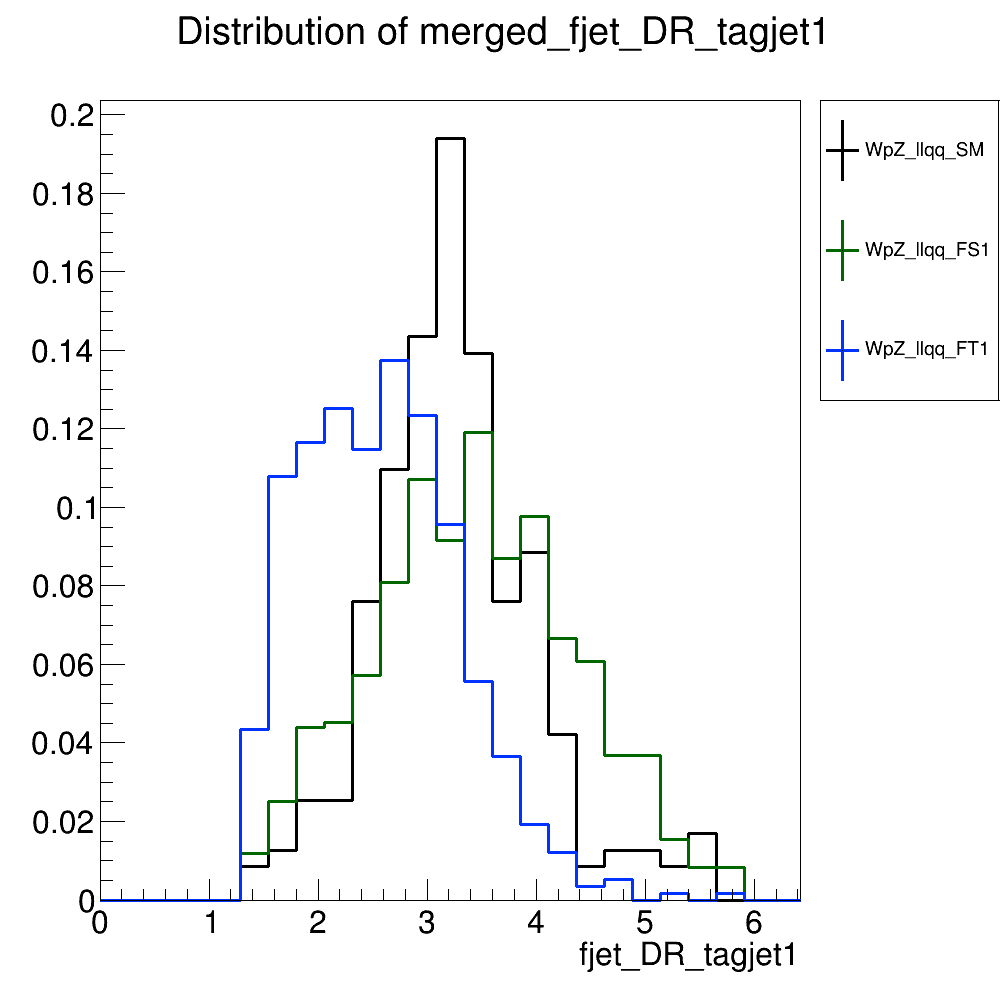 Distribution of merged_fjet_DR_tagjet1
0.2
0.18
0.16
0.14
0.12
0.1
0.08
0.06
0.04
0.02
0
0 1 2 3 4 5 6
fjet_DR_tagjet1
WpZ_llqq_SM
WpZ_llqq_FS1
WpZ_llqq_FT1